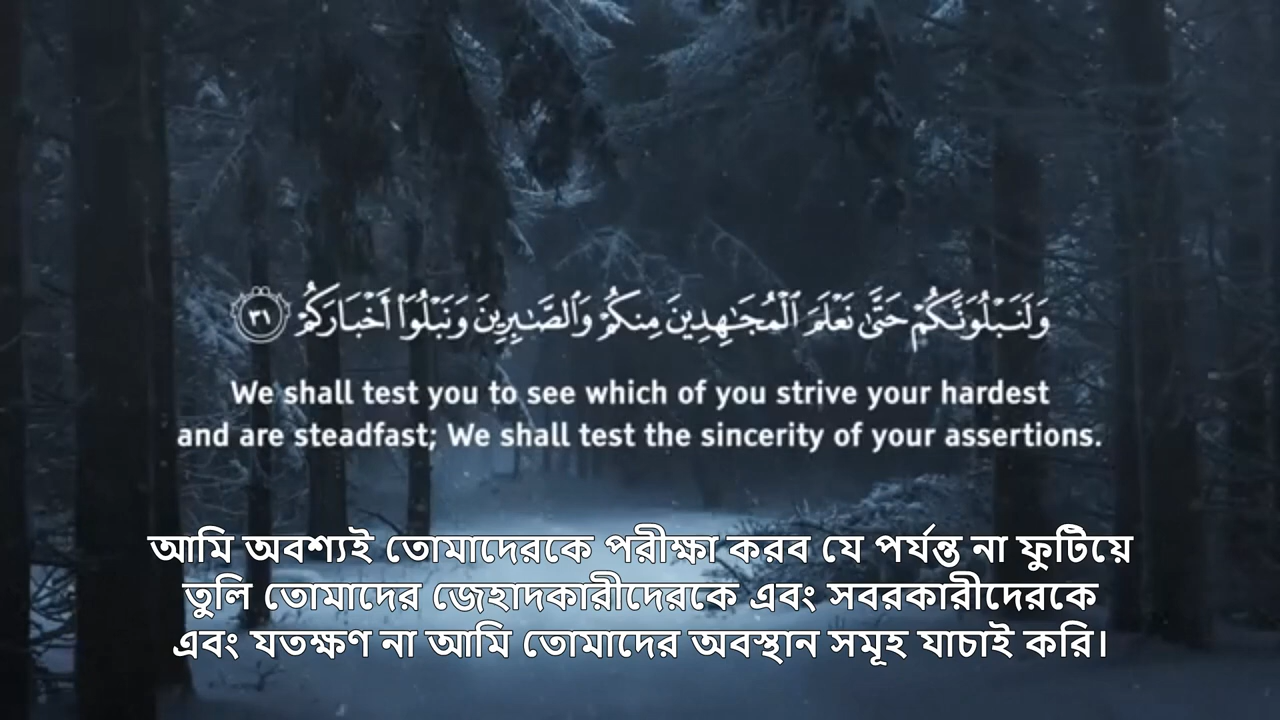 وَلَنَبْلُوَنَّكُمْ حَتَّىٰ نَعْلَمَ ٱلْمُجَـٰهِدِينَ مِنكُمْ وَٱلصَّـٰبِرِينَ وَنَبْلُوَا۟ أَخْبَارَكُمْ ٣١
We shall test you to see which of you strive your hardest
and are steadfast; We shall test the sincerity of your assertions.
আমি অবশ্যই তোমাদেরকে পরীক্ষা করব যে পর্যন্ত না ফুটিয়ে
তুলি তোমাদের জেহাদকারীদেরকে এবং সবরকারীদেরকে
এবং যতক্ষণ না আমি তোমাদের অবস্থান সমূহ যাচাই করি।